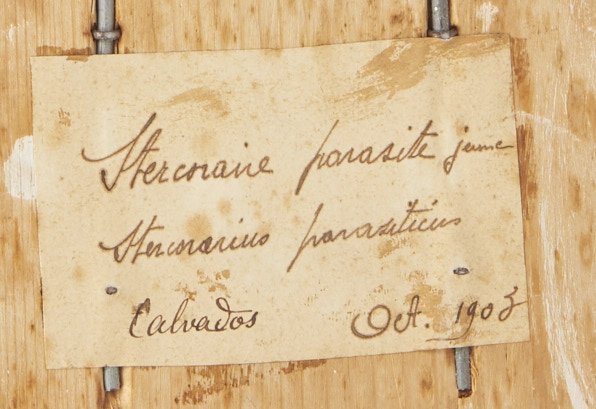 Stercoraire parasite jeune
Stercorarius parasiticus
Calvados Oct. 1903